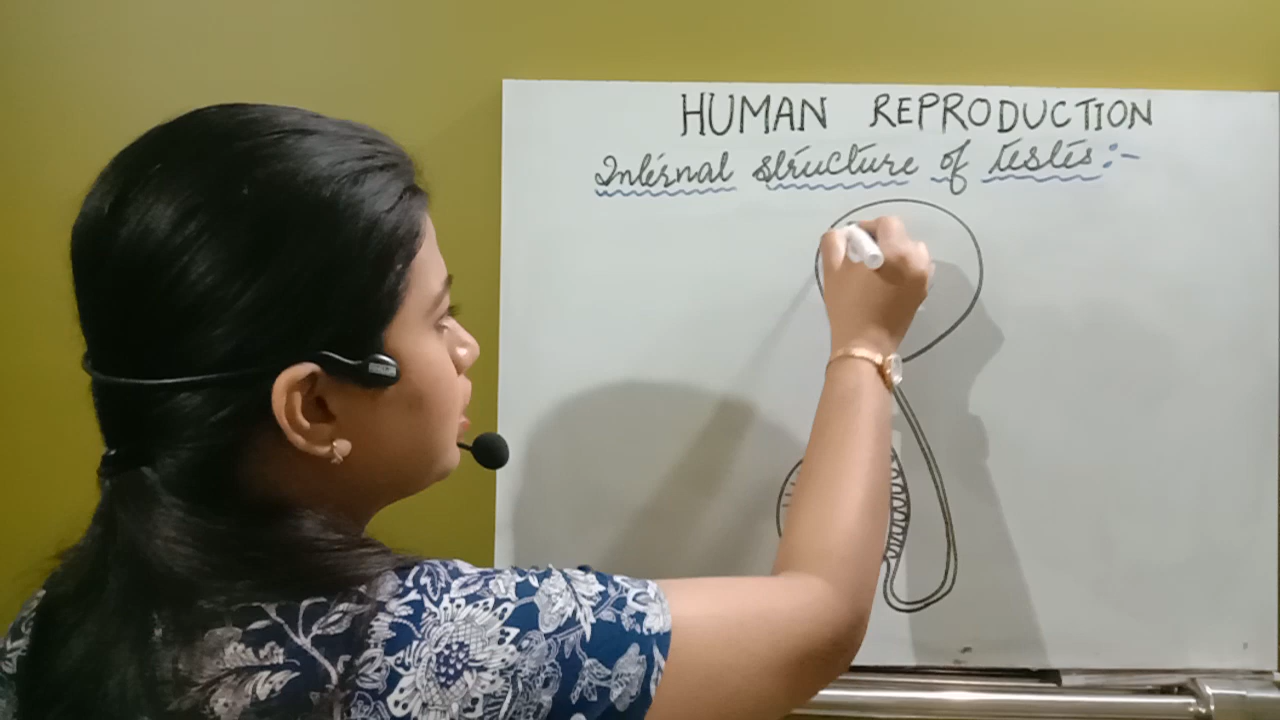 HUMAN REPRODUCTION
Internal structure of testes :-